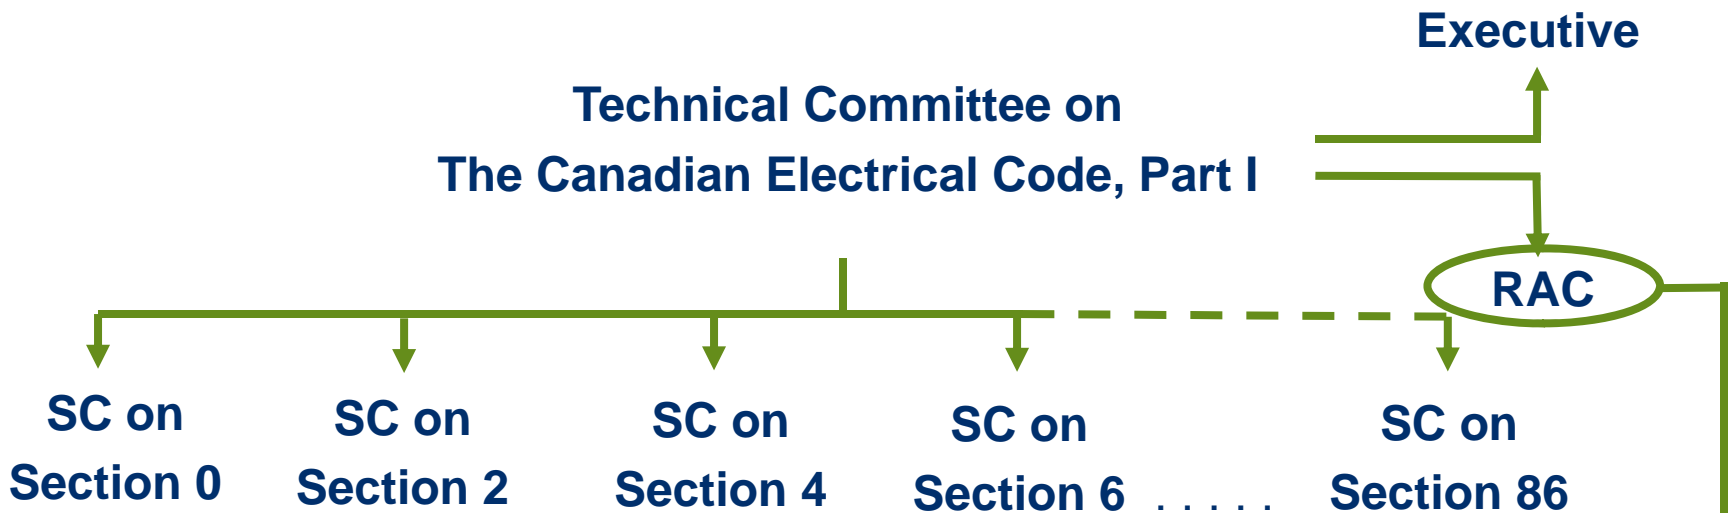 Executive
Technical Committee on
The Canadian Electrical Code, Part I
RAC
SC on
Section 0
SC on
Section 2
SC on
Section 4
SC on
Section 6 . . . . .
SC on
Section 86